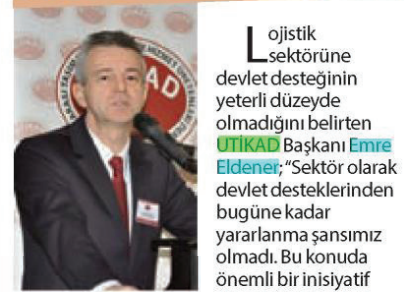 Lojistik
sektörüne
devlet desteğinin
yeterli düzeyde
olmadığını belirten
UTİKAD Başkanı Emre
Eldener; “Sektör olarak
devlet desteklerinden
bugüne kadar
yararlanma şansımız
olmadı. Bu konuda
önemli bir inisiyatif